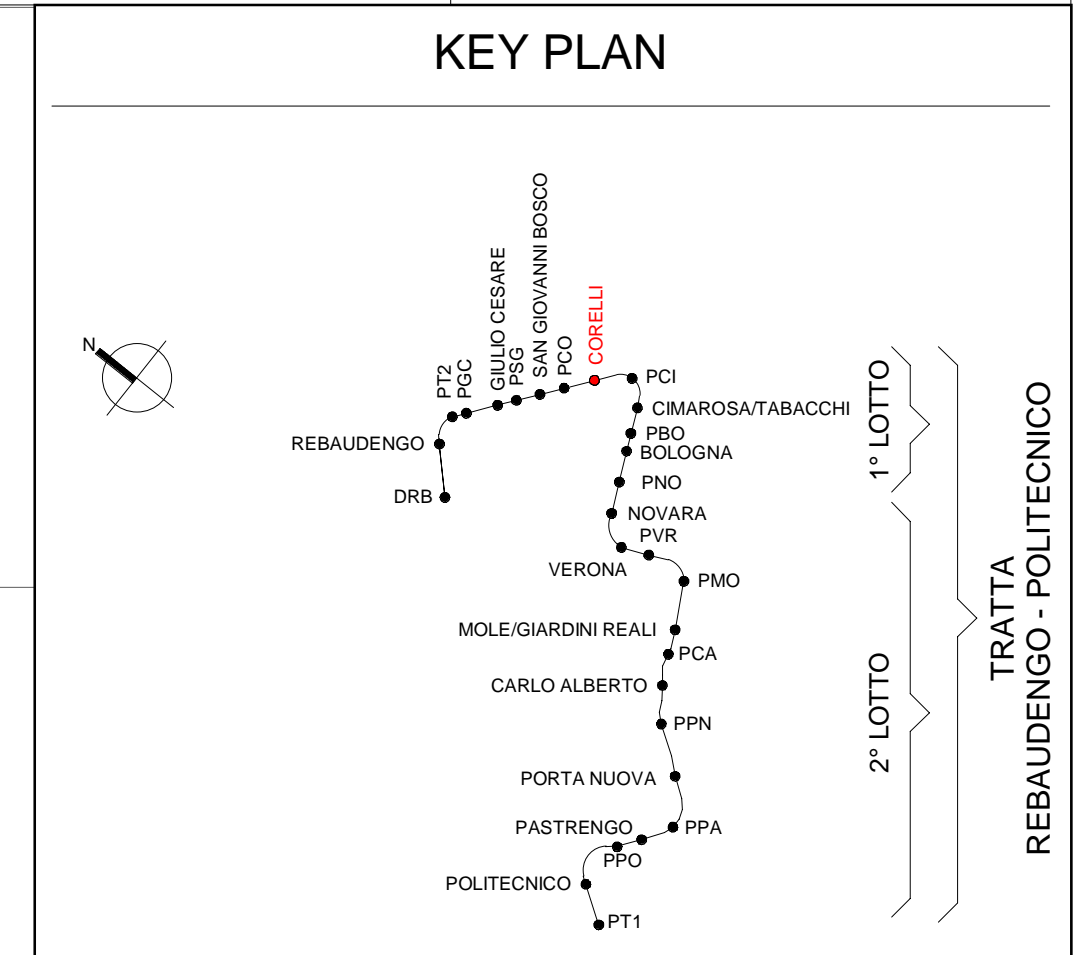 KEY PLAN
N
PT2
PGC
GIULIO CESARE
PSG
SAN GIOVANNI BOSCO
PCO
CORELLI
PCI
CIMAROSA/TABACCHI
REBAUDENGO
PBO
BOLOGNA
PNO
DRB
NOVARA
PVR
VERONA
PMO
MOLE/GIARDINI REALI
PCA
CARLO ALBERTO
PPN
PORTA NUOVA
PASTRENGO
PPA
PPO
POLITECNICO
PT1
1° LOTTO
2° LOTTO
TRATTA
REBAUDENGO - POLITECNICO